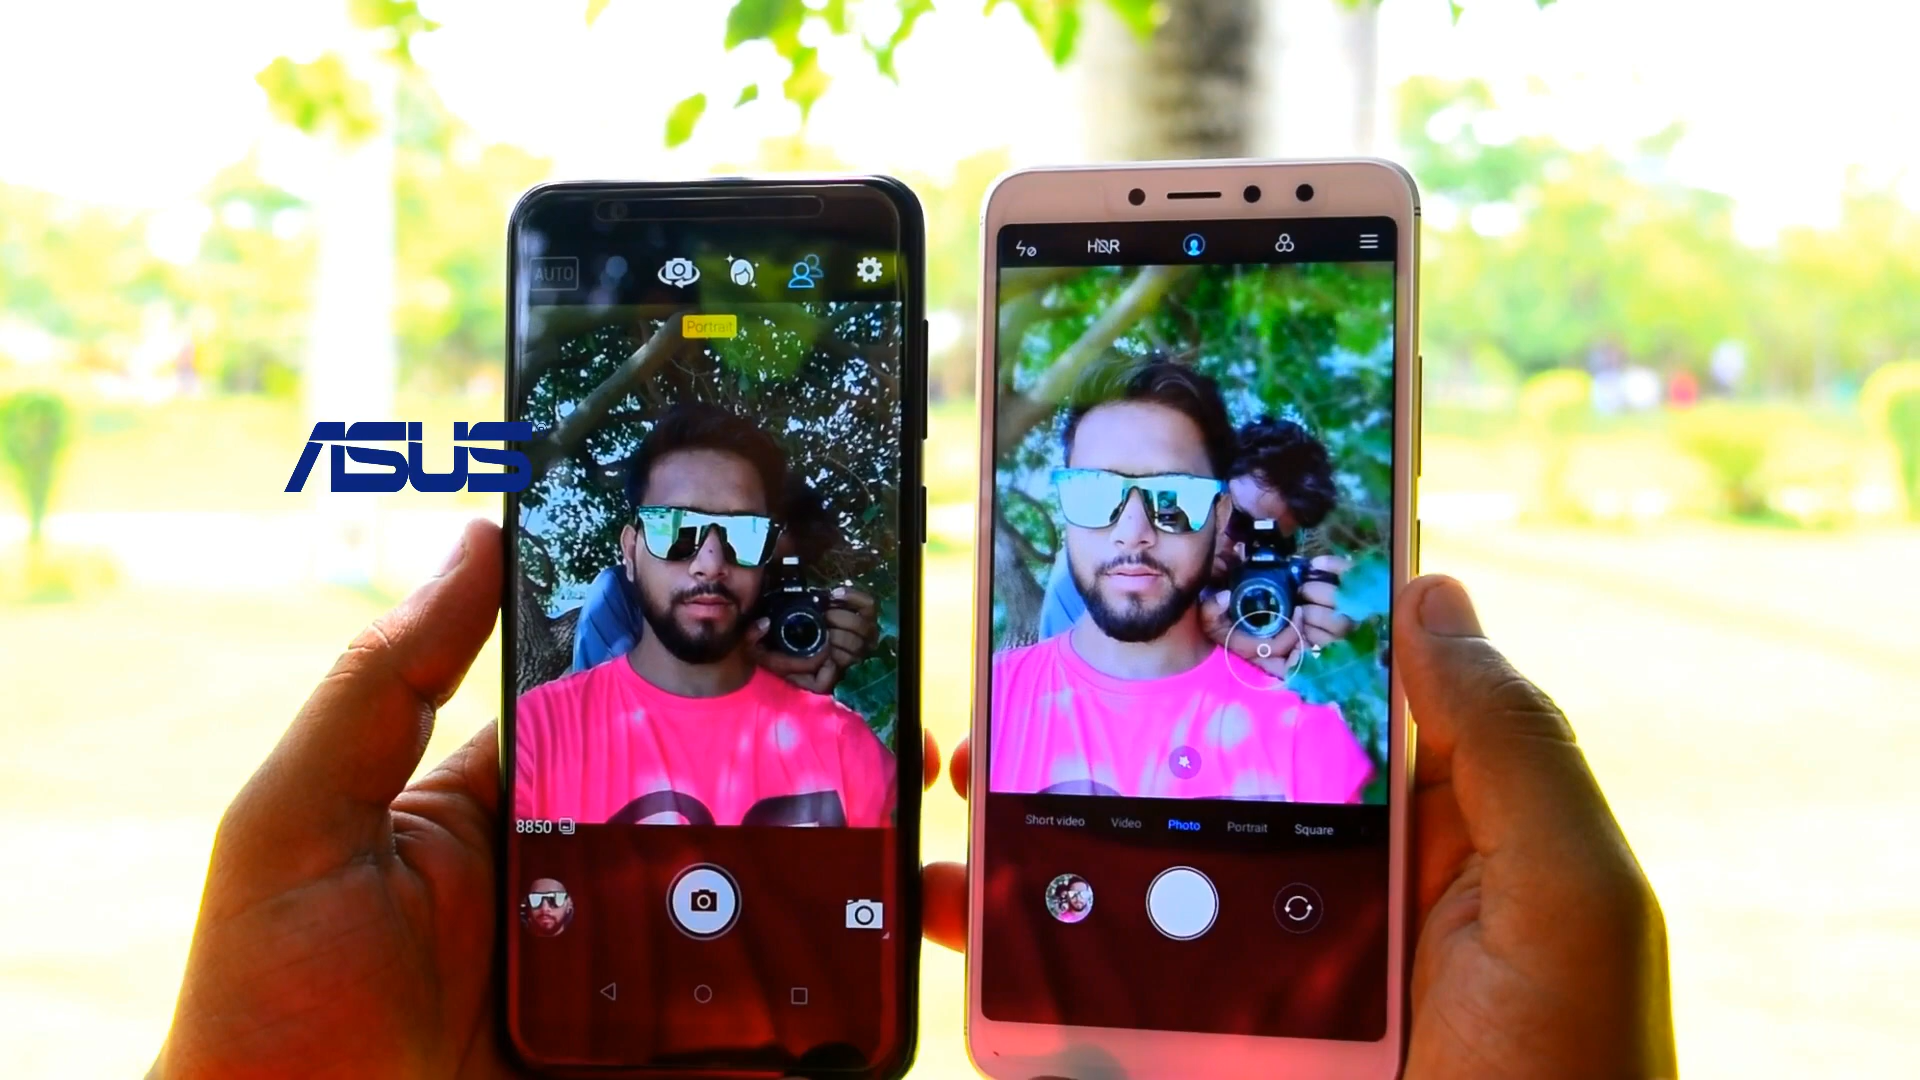 AUTO
Portrait
ASUS
8850
HDR
Short video Video Photo Portrait Square